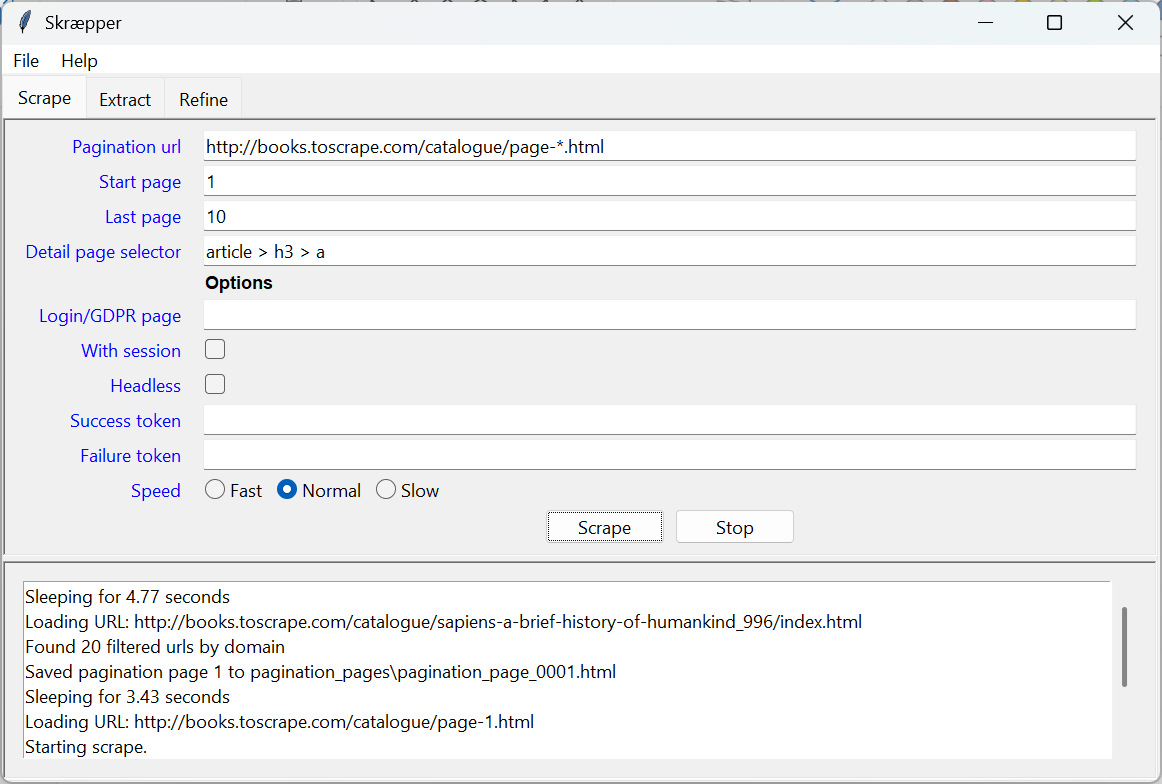 Skræpper
File Help
Scrape Extract Refine
Pagination url http://books.toscrape.com/catalogue/page-*.html
Start page 1
Last page 10
Detail page selector article > h3 > a
Options
Login/GDPR page
With session
Headless
Success token
Failure token
Speed Fast Normal Slow
Scrape Stop
Sleeping for 4.77 seconds
Loading URL: http://books.toscrape.com/catalogue/sapiens-a-brief-history-of-humankind_996/index.html
Found 20 filtered urls by domain
Saved pagination page 1 to pagination_pages\pagination_page_0001.html
Sleeping for 3.43 seconds
Loading URL: http://books.toscrape.com/catalogue/page-1.html
Starting scrape.